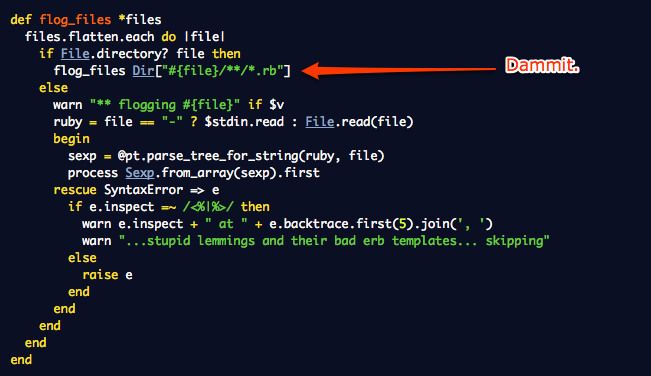 def flog_files *files
  files.flatten.each do |file|
    if File.directory? file then
      flog_files Dir["#{file}/**/*.rb"]
Dammit.
    else
      warn "** flogging #{file}" if $v
      ruby = file == "-" ? $stdin.read : File.read(file)
      begin
        sexp = @pt.parse_tree_for_string(ruby, file)
        process Sexp.from_array(sexp).first
      rescue SyntaxError => e
        if e.inspect =~ /<%|%>/ then
          warn e.inspect + " at " + e.backtrace.first(5).join(', ')
          warn "...stupid lemmings and their bad erb templates... skipping"
        else
          raise e
        end
      end
    end
  end
end